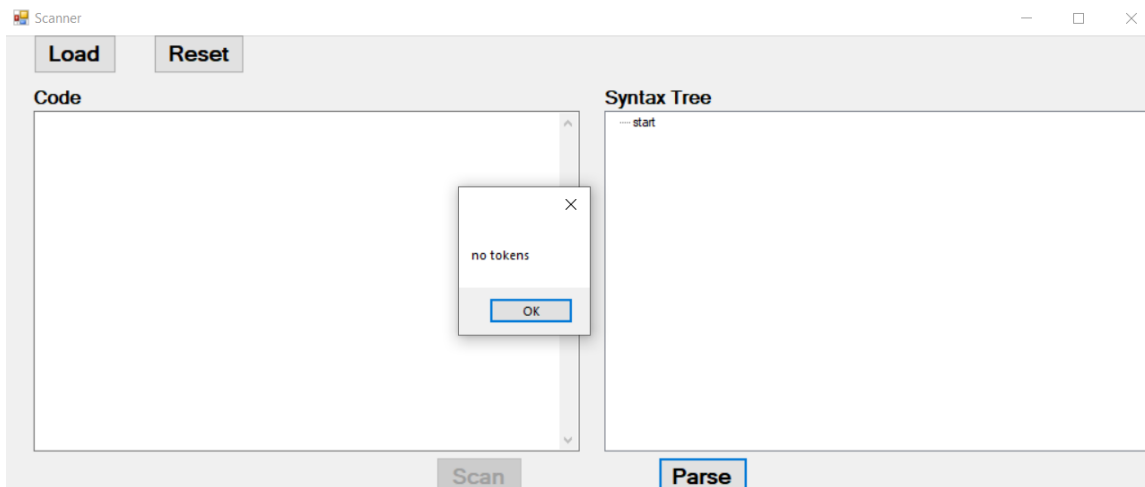 Scanner
Load Reset
Code
Syntax Tree
start
no tokens
OK
Scan
Parse